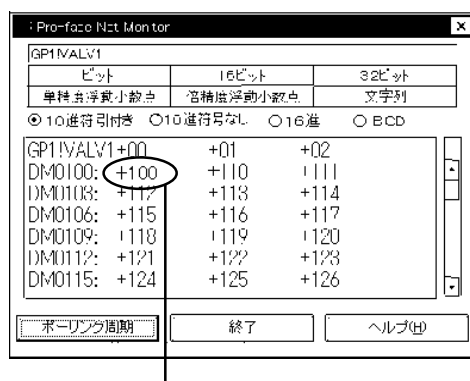 Pro-face Net Monitor
GP1!VALV1
ビット 16ビット 32ビット
単精度浮動小数点 倍精度浮動小数点 文字列
10進符号付き 10進符号なし 16進 BCD
GP1!VALV1+00 +01 +02
DM0100: +100 +110 +111
DM0103: +112 +113 +114
DM0106: +115 +116 +117
DM0109: +118 +119 +120
DM0112: +121 +122 +123
DM0115: +124 +125 +126
ポーリング周期 終了 ヘルプ(H)